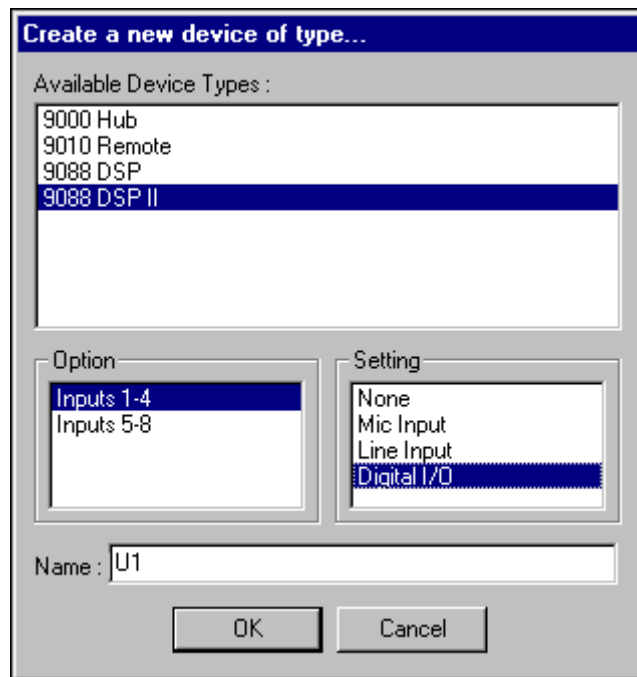 Create a new device of type...
Available Device Types :
9000 Hub
9010 Remote
9088 DSP
9088 DSP II
Option
Inputs 1-4
Inputs 5-8
Setting
None
Mic Input
Line Input
Digital I/O
Name : U1
OK
Cancel